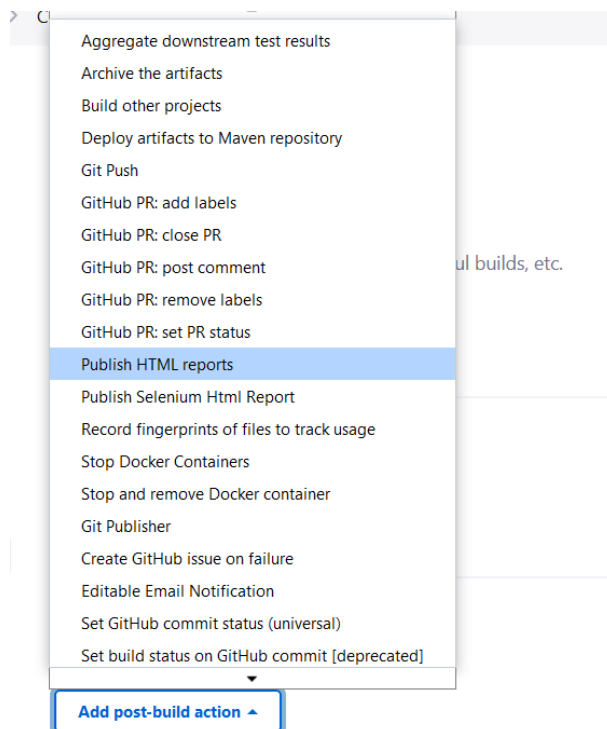 Aggregate downstream test results
Archive the artifacts
Build other projects
Deploy artifacts to Maven repository
Git Push
GitHub PR: add labels
GitHub PR: close PR
GitHub PR: post comment
ul builds, etc.
GitHub PR: remove labels
GitHub PR: set PR status
Publish HTML reports
Publish Selenium Html Report
Record fingerprints of files to track usage
Stop Docker Containers
Stop and remove Docker container
Git Publisher
Create GitHub issue on failure
Editable Email Notification
Set GitHub commit status (universal)
Set build status on GitHub commit [deprecated]
Add post-build action